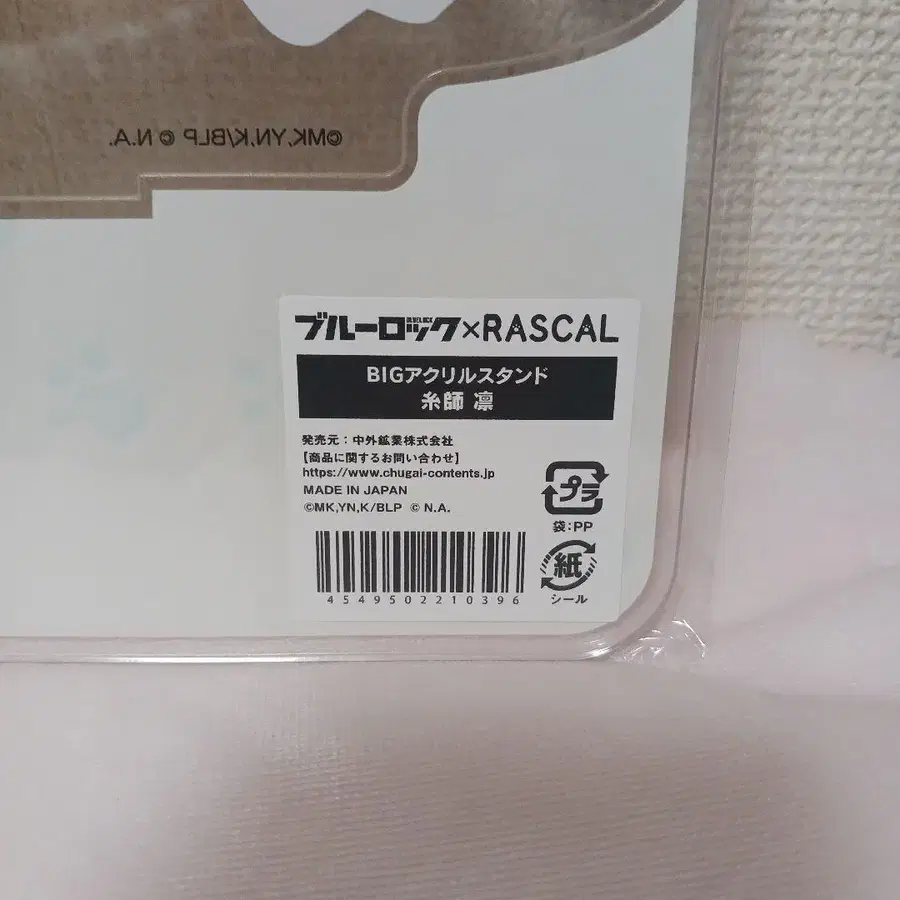 ©MK,YN,K/BLP © N.A.
ブルーロック×RASCAL
BIGアクリルスタンド
糸師 凛
発売元：中外鉱業株式会社
【商品に関するお問い合わせ】
https://www.chugai-contents.jp
MADE IN JAPAN
©MK,YN,K/BLP © N.A.
プラ
袋:PP
紙
シール
4549502210396